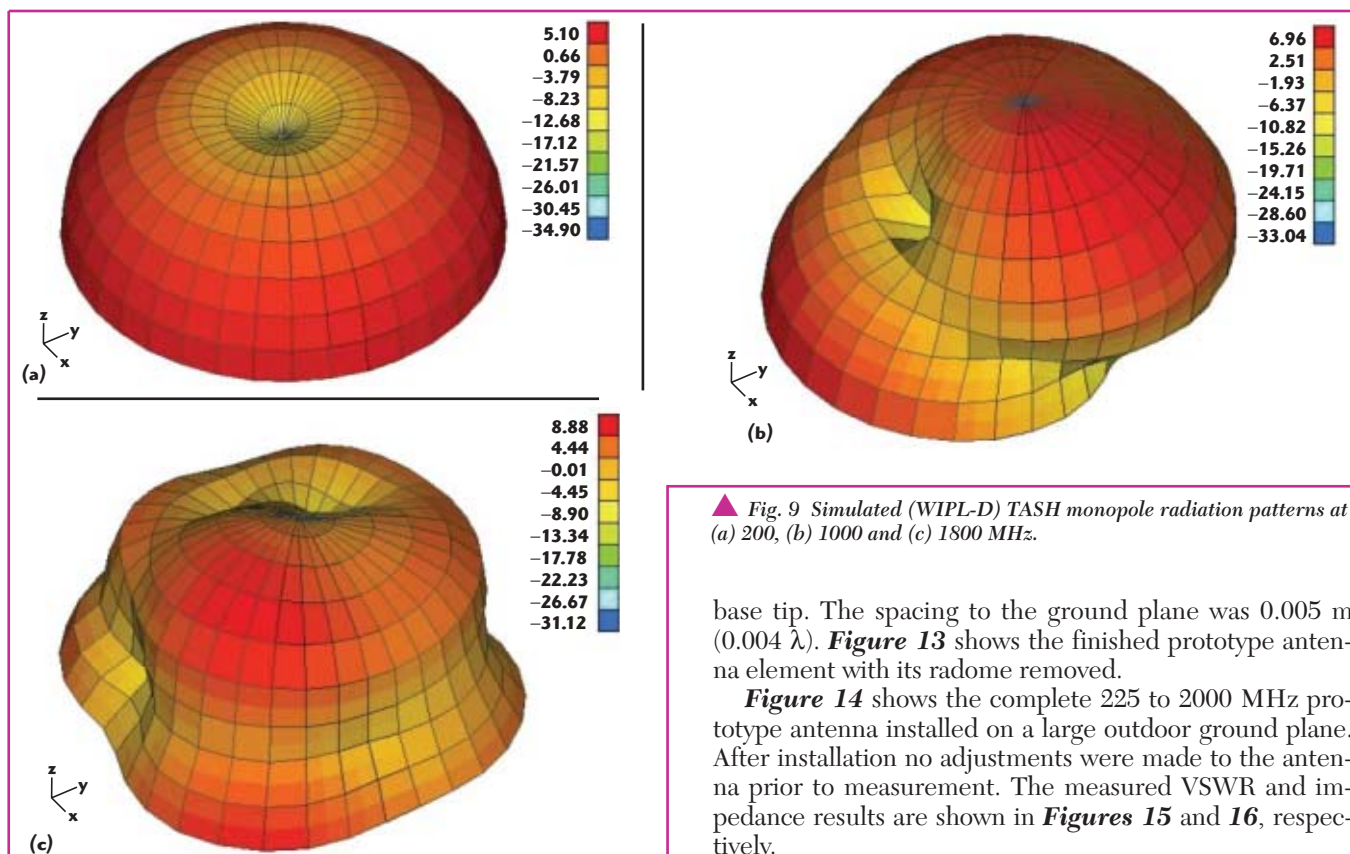 5.10
0.66
–3.79
–8.23
–12.68
–17.12
–21.57
–26.01
–30.45
–34.90
z
y
x
(a)
6.96
2.51
–1.93
–6.37
–10.82
–15.26
–19.71
–24.15
–28.60
–33.04
z
y
x
(b)
8.88
4.44
–0.01
–4.45
–8.90
–13.34
–17.78
–22.23
–26.67
–31.12
z
y
x
(c)
▲ Fig. 9 Simulated (WIPL-D) TASH monopole radiation patterns at
(a) 200, (b) 1000 and (c) 1800 MHz.
base tip. The spacing to the ground plane was 0.005 m
(0.004 λ). Figure 13 shows the finished prototype anten-
na element with its radome removed.
Figure 14 shows the complete 225 to 2000 MHz pro-
totype antenna installed on a large outdoor ground plane.
After installation no adjustments were made to the anten-
na prior to measurement. The measured VSWR and im-
pedance results are shown in Figures 15 and 16, respec-
tively.